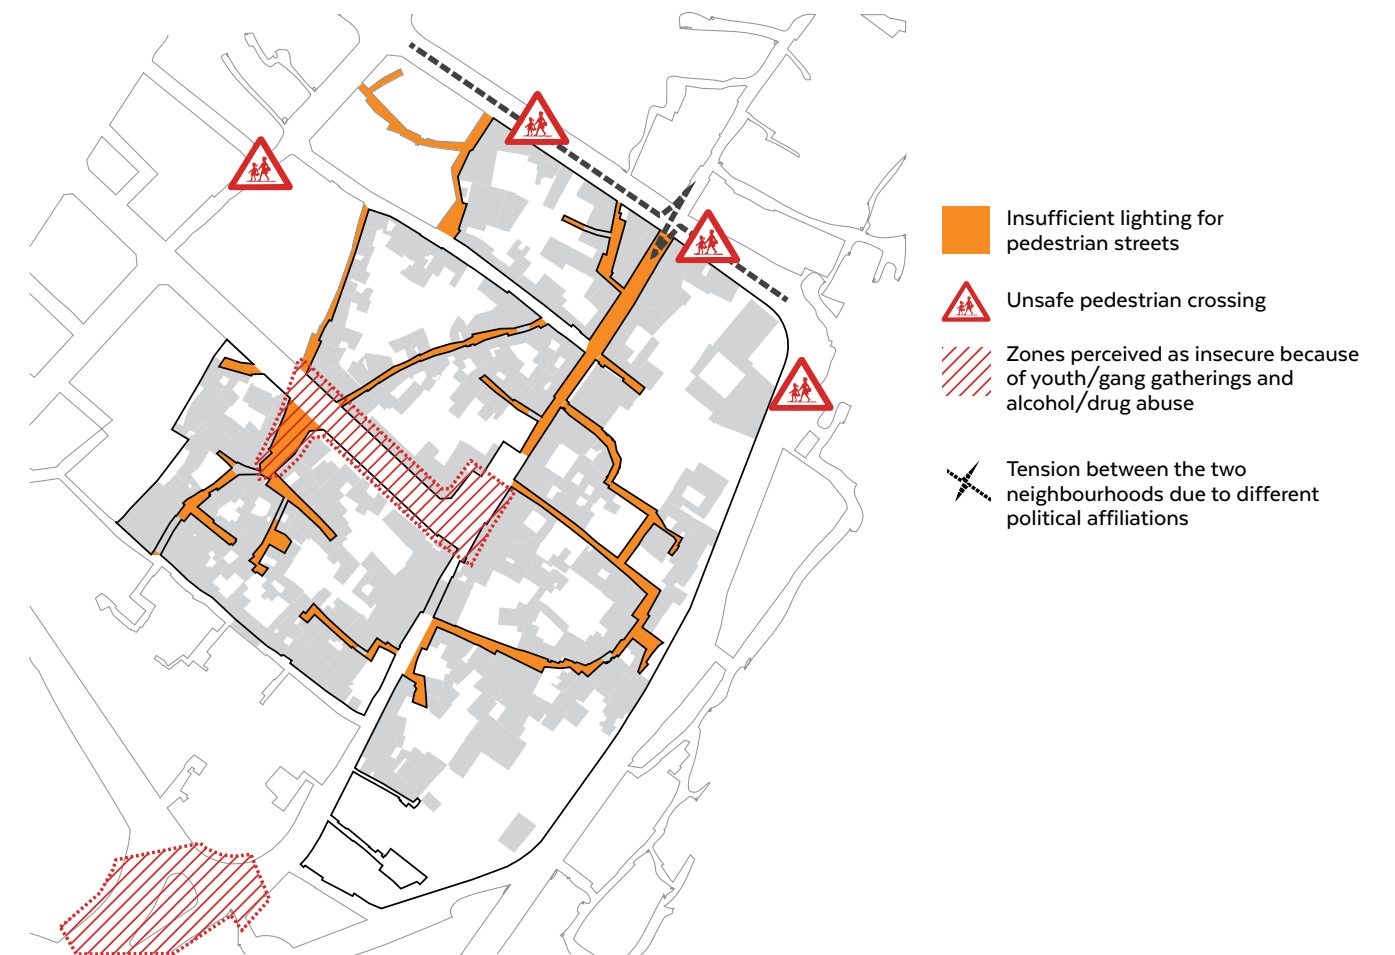 Insufficient lighting for
pedestrian streets
Unsafe pedestrian crossing
Zones perceived as insecure because
of youth/gang gatherings and
alcohol/drug abuse
Tension between the two
neighbourhoods due to different
political affiliations